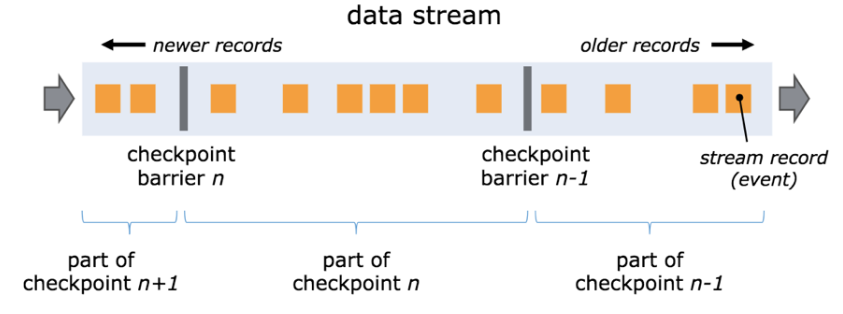 data stream
newer records
older records
checkpoint
barrier n
checkpoint
barrier n-1
stream record
(event)
part of
checkpoint n+1
part of
checkpoint n
part of
checkpoint n-1